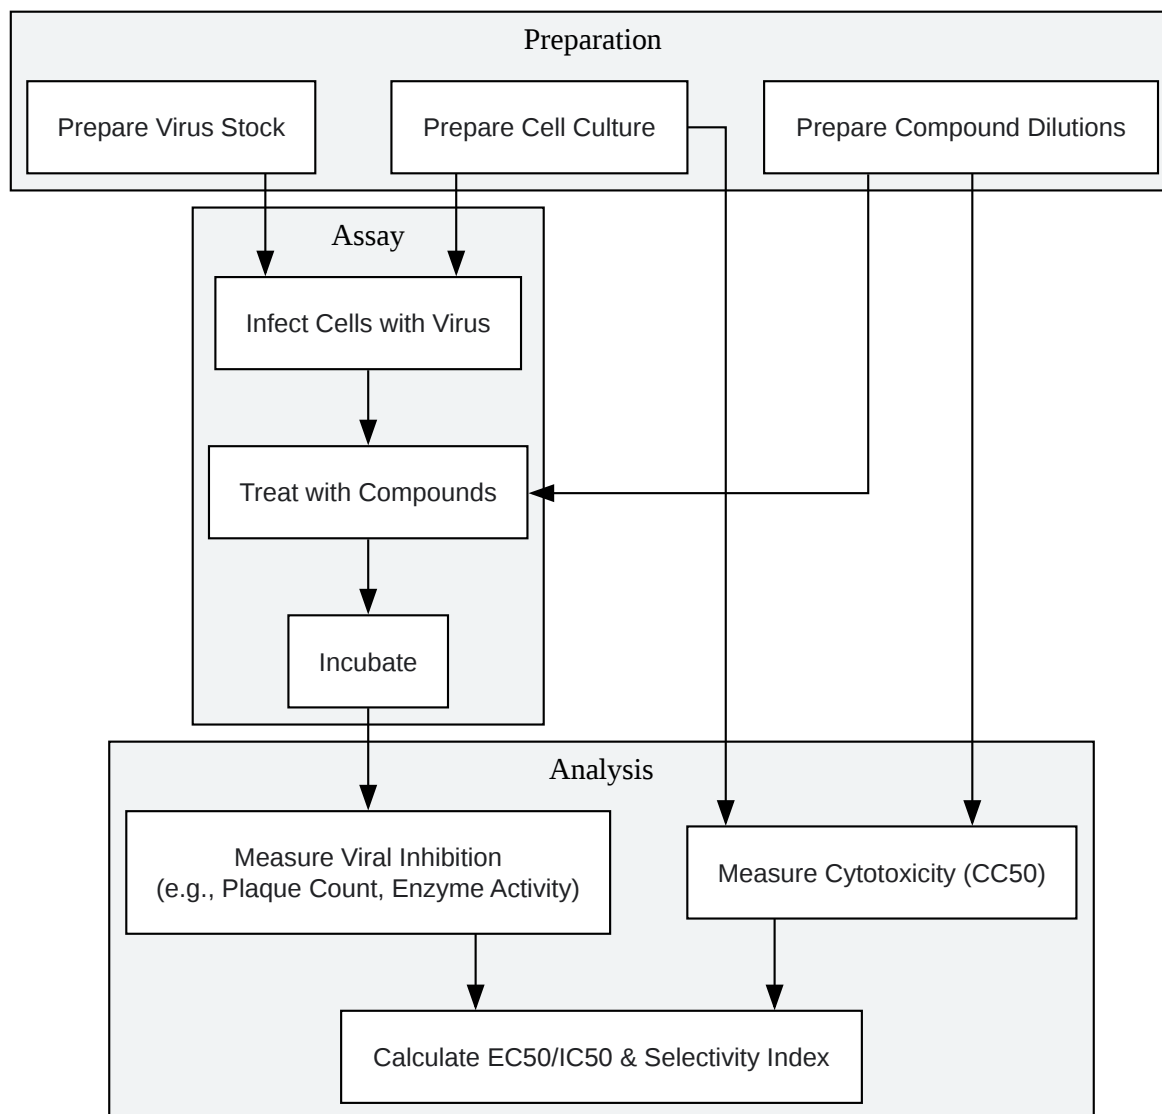 Preparation
Prepare Virus Stock
Prepare Cell Culture
Prepare Compound Dilutions
Assay
Infect Cells with Virus
Treat with Compounds
Incubate
Analysis
Measure Viral Inhibition
(e.g., Plaque Count, Enzyme Activity)
Measure Cytotoxicity (CC50)
Calculate EC50/IC50 & Selectivity Index